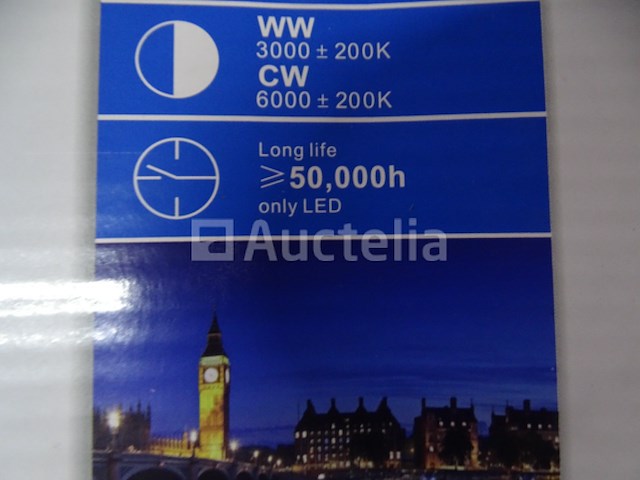 WW
3000 ± 200K
CW
6000 ± 200K
Long life
⩾ 50,000h
only LED
Auctelia